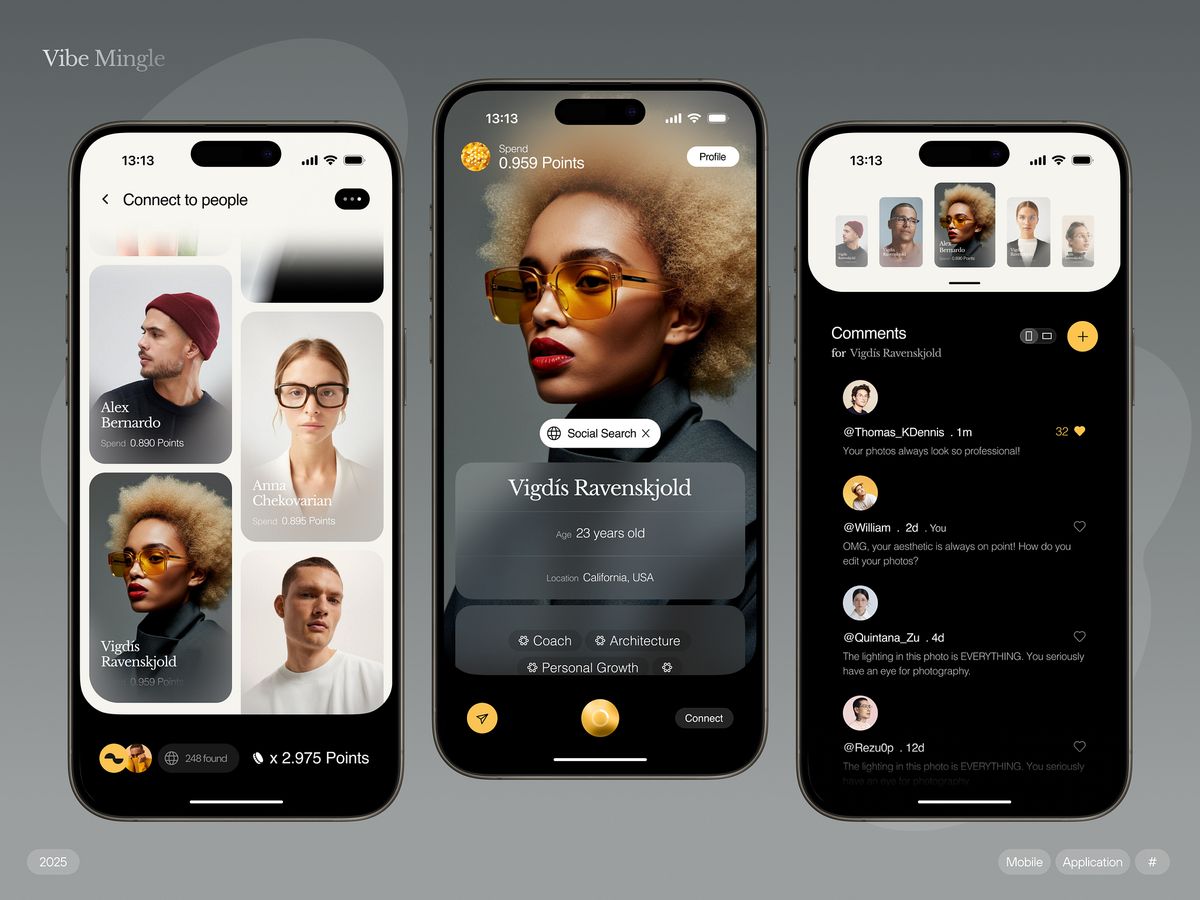 Vibe Mingle
13:13
Connect to people
Alex
Bernardo
Spend 0.890 Points
Anna
Chekovarian
Spend 0.895 Points
Vigdís
Ravenskjold
0.959 Points
248 found
x 2.975 Points
13:13
Spend
0.959 Points
Profile
Social Search
Vigdís Ravenskjold
Age 23 years old
Location California, USA
Coach
Architecture
Personal Growth
Connect
13:13
Alex
Bernardo
Spend 0.890 Points
Comments
for Vigdís Ravenskjold
@Thomas_KDennis . 1m
32
Your photos always look so professional!
@William . 2d . You
OMG, your aesthetic is always on point! How do you
edit your photos?
@Quintana_Zu . 4d
The lighting in this photo is EVERYTHING. You seriously
have an eye for photography.
@Rezu0p . 12d
The lighting in this photo is EVERYTHING. You seriously
have an eye for photography
2025
Mobile
Application
#